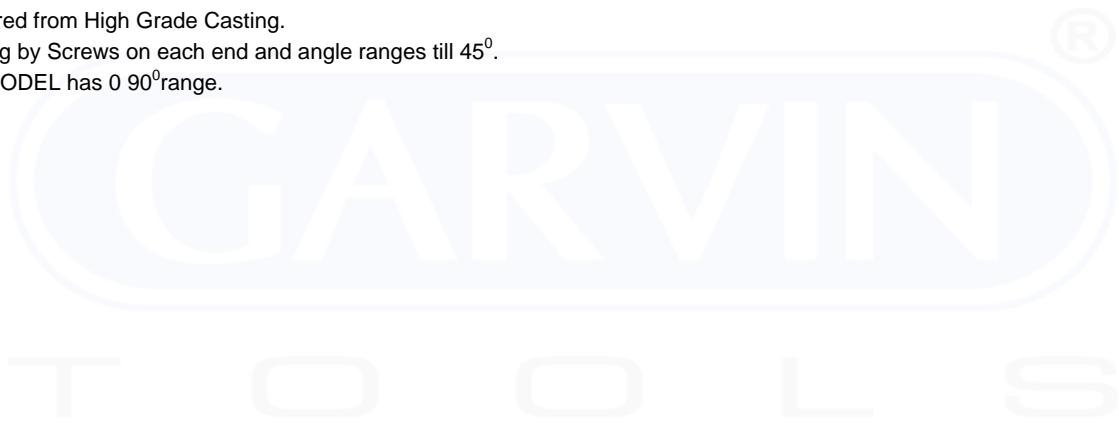 red from High Grade Casting.
g by Screws on each end and angle ranges till 45⁰.
ODEL has 0 90⁰range.
GARVIN®
TOOLS